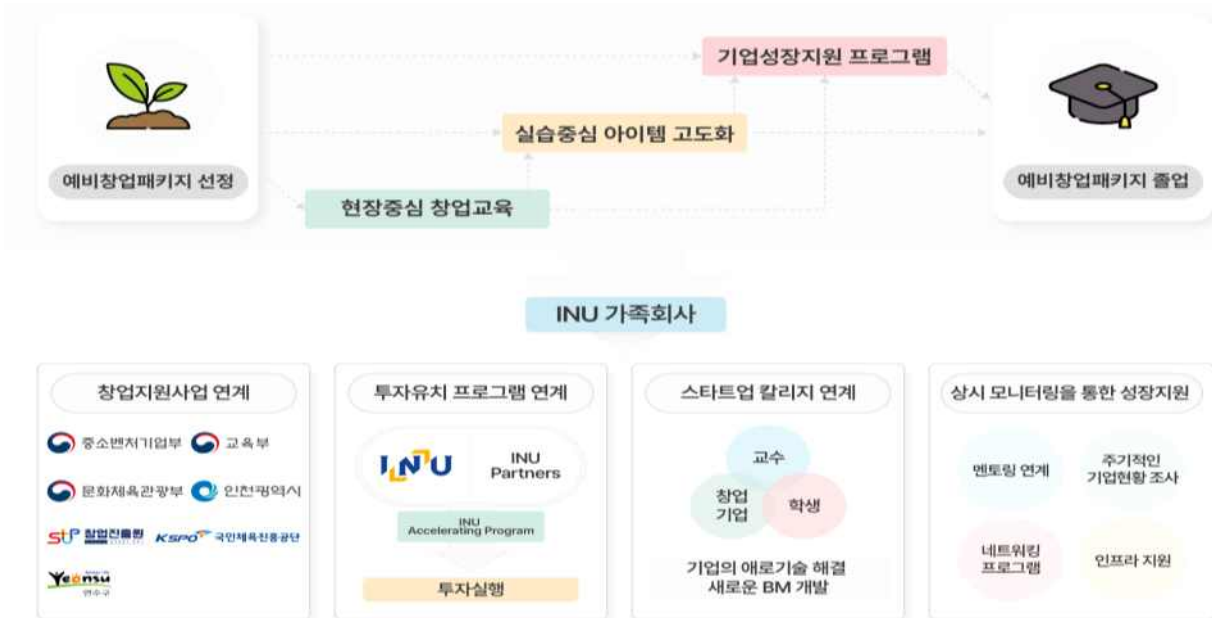 기업성장지원 프로그램
실습중심 아이템 고도화
예비창업패키지 선정
예비창업패키지 졸업
현장중심 창업교육
INU 가족회사
창업지원사업 연계
중소벤처기업부
교육부
문화체육관광부
인천광역시
창업진흥원
KSPO 국민체육진흥공단
Yeonsu
연수구
투자유치 프로그램 연계
INU
INU
Partners
INU
Accelerating Program
투자실행
스타트업 칼리지 연계
교수
창업
기업
학생
기업의 애로기술 해결
새로운 BM 개발
상시 모니터링을 통한 성장지원
멘토링 연계
주기적인
기업현황 조사
네트워킹
프로그램
인프라 지원